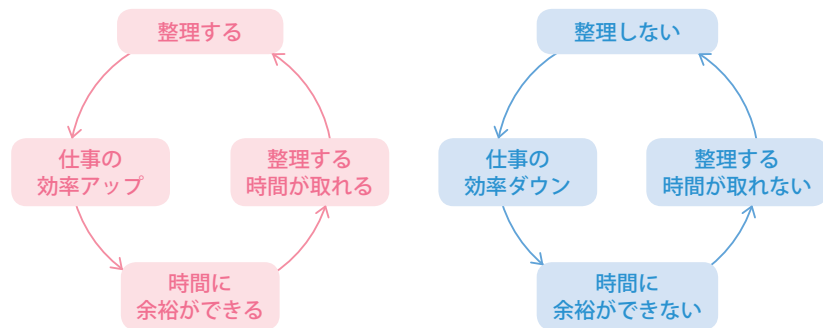 整理する
仕事の
効率アップ
時間に
余裕ができる
整理する
時間が取れる
整理しない
仕事の
効率ダウン
時間に
余裕ができない
整理する
時間が取れない